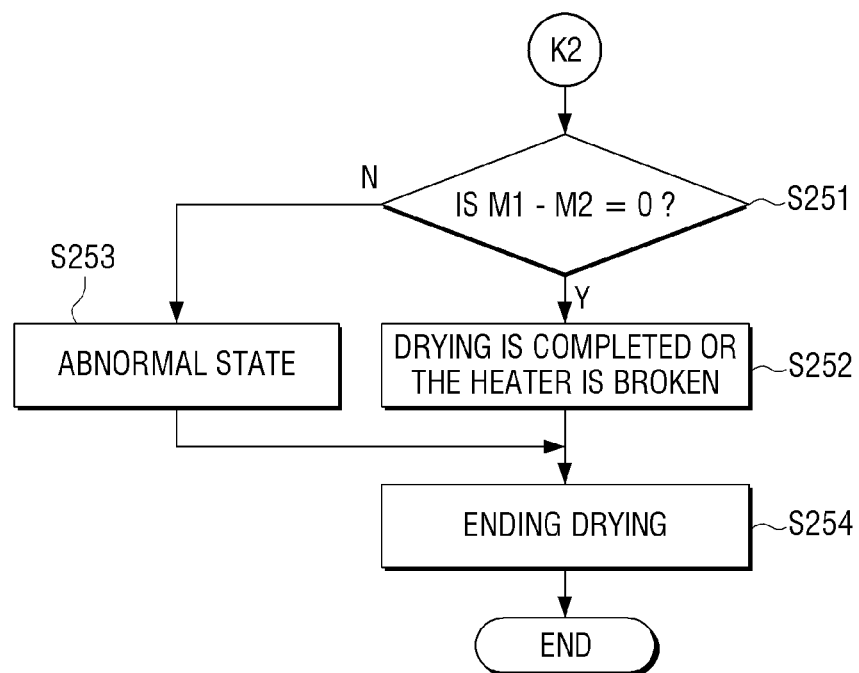 K2
IS M1 - M2 = 0 ?
S251
N
Y
S253
ABNORMAL STATE
DRYING IS COMPLETED OR
THE HEATER IS BROKEN
S252
ENDING DRYING
S254
END